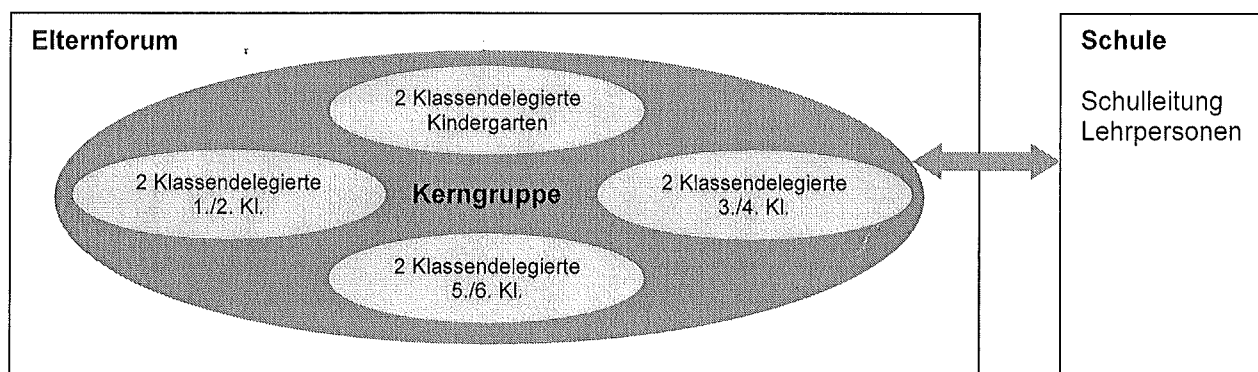 Elternforum
2 Klassendelegierte
Kindergarten
2 Klassendelegierte
1./2. Kl.
Kerngruppe
2 Klassendelegierte
3./4. Kl.
2 Klassendelegierte
5./6. Kl.
Schule
Schulleitung
Lehrpersonen